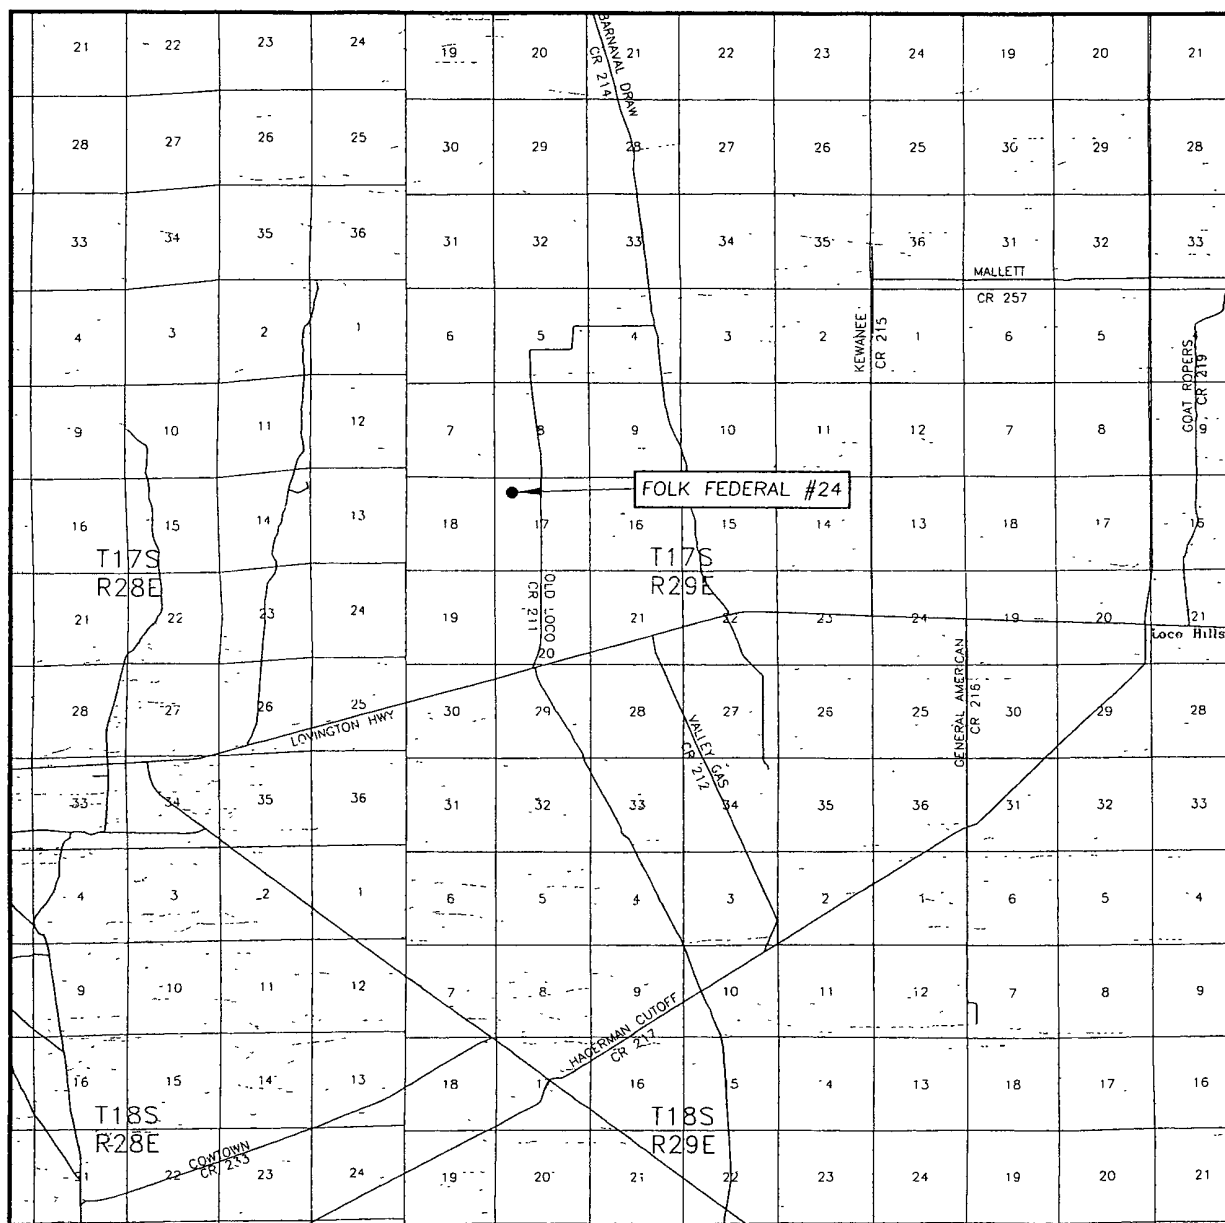 21 22 23 24 19 20 21 22 23 24 19 20 21
BARNAVAL DRAW
CR 214
28 27 26 25 30 29 28 27 26 25 30 29 28
33 34 35 36 31 32 33 34 35 36 31 32 33
MALLETT
CR 257
KEWANEE
CR 215
GOAT ROPERS
CR 219
4 3 2 1 6 5 4 3 2 1 6 5 4
9 10 11 12 7 8 9 10 11 12 7 8 9
FOLK FEDERAL #24
16 15 14 13 18 17 16 15 14 13 18 17 16
T17S
R28E
T17S
R29E
OLD LOCO
CR 211
21 22 23 24 19 20 21 22 23 24 19 20 21
Loco Hills
GENERAL AMERICAN
CR 216
28 27 26 25 30 29 28 27 26 25 30 29 28
LOVINGTON HWY
VALLEY GAS
CR 212
33 34 35 36 31 32 33 34 35 36 31 32 33
4 3 2 1 6 5 4 3 2 1 6 5 4
9 10 11 12 7 8 9 10 11 12 7 8 9
HAGERMAN CUTOFF
CR 217
16 15 14 13 18 1 16 5 4 13 18 17 16
T18S
R28E
T18S
R29E
COWTOWN
CR 233
21 22 23 24 19 20 21 22 23 24 19 20 21